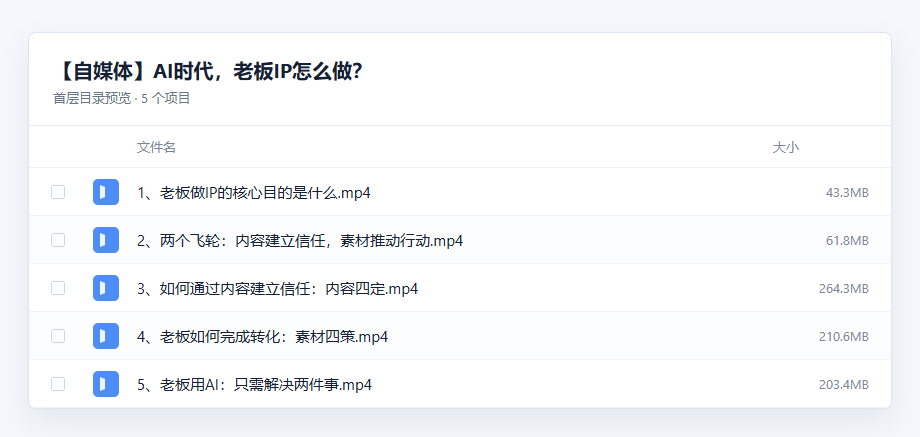 【自媒体】AI时代，老板IP怎么做？
首层目录预览 · 5 个项目
文件名 大小
1、老板做IP的核心目的是什么.mp4 43.3MB
2、两个飞轮：内容建立信任，素材推动行动.mp4 61.8MB
3、如何通过内容建立信任：内容四定.mp4 264.3MB
4、老板如何完成转化：素材四策.mp4 210.6MB
5、老板用AI：只需解决两件事.mp4 203.4MB